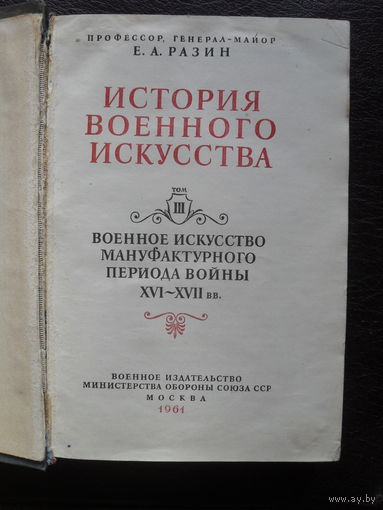 ПРОФЕССОР, ГЕНЕРАЛ-МАЙОР
Е. А. РАЗИН
ИСТОРИЯ
ВОЕННОГО
ИСКУССТВА
ТОМ
III
ВОЕННОЕ ИСКУССТВО
МАНУФАКТУРНОГО
ПЕРИОДА ВОЙНЫ
XVI~XVII вв.
ВОЕННОЕ ИЗДАТЕЛЬСТВО
МИНИСТЕРСТВА ОБОРОНЫ СОЮЗА ССР
МОСКВА
1961
www.ay.by